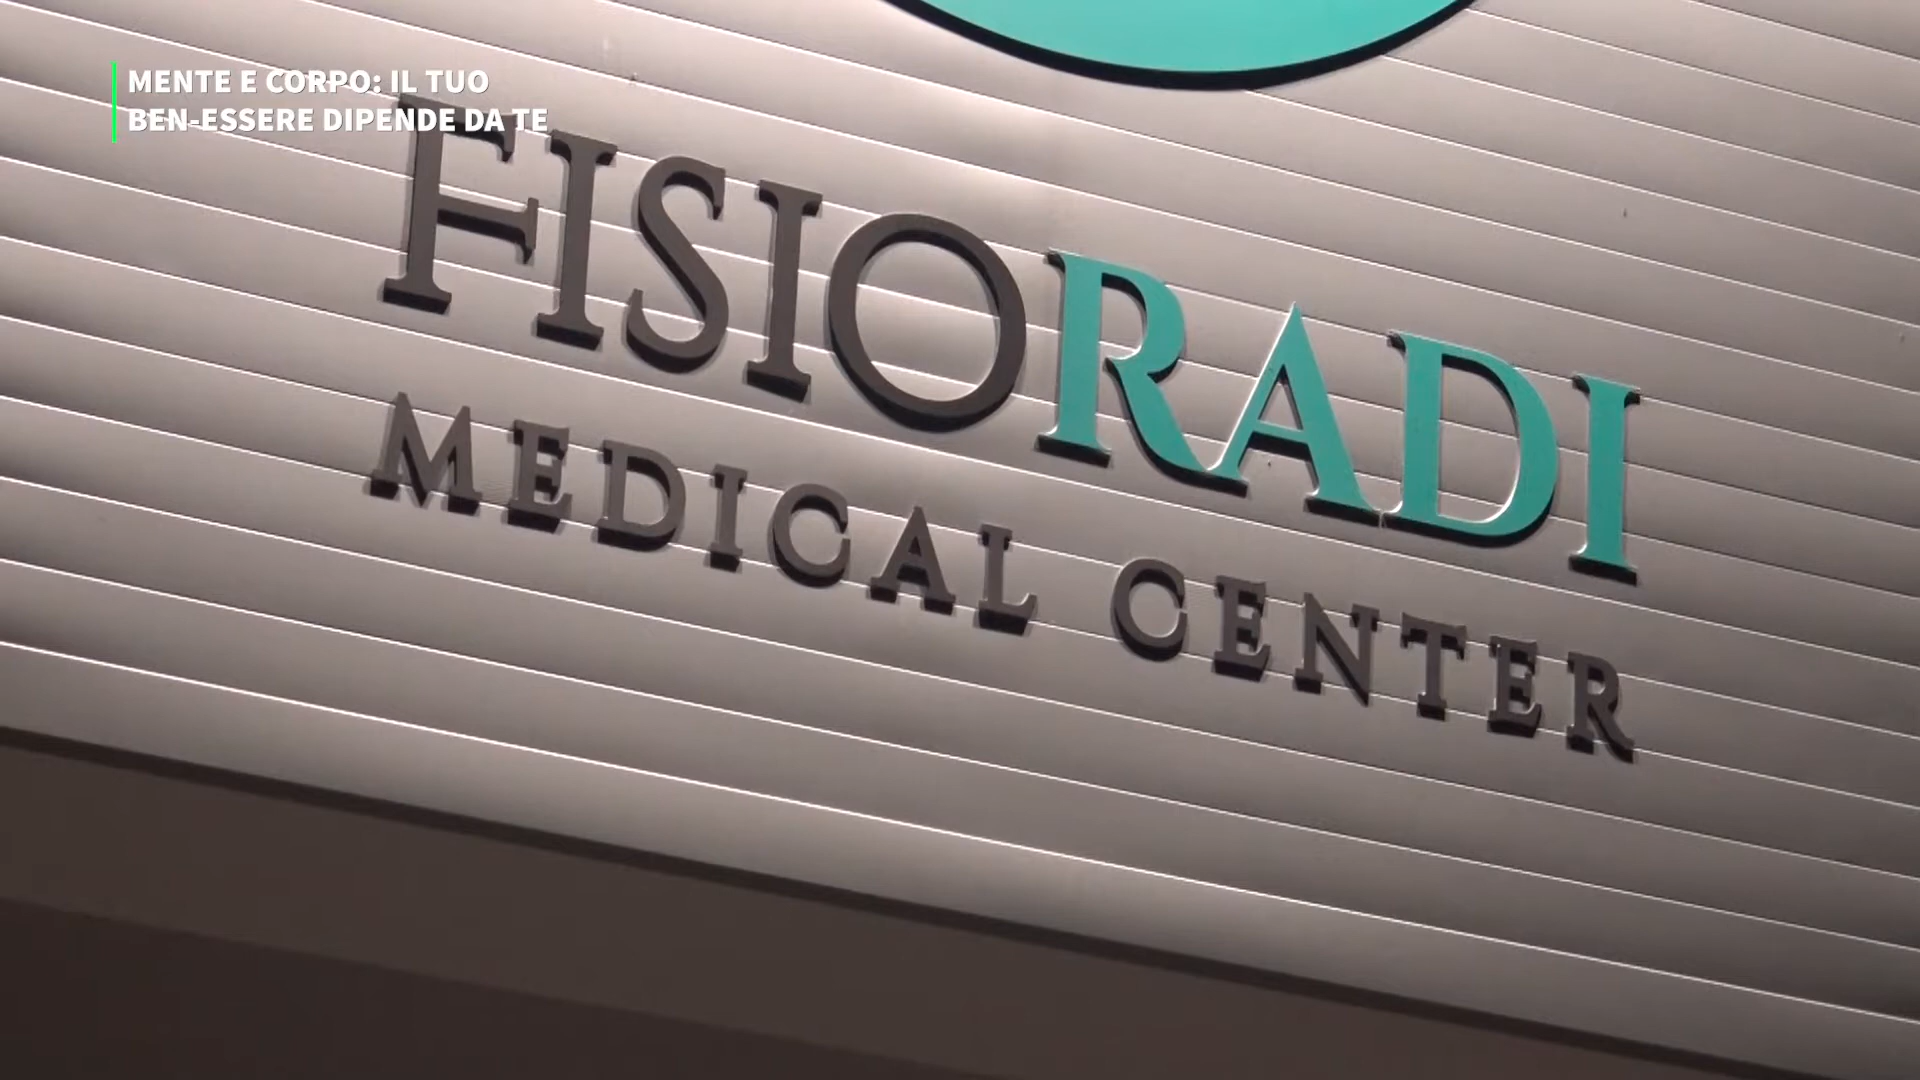 MENTE E CORPO: IL TUO
BEN-ESSERE DIPENDE DA TE
FISIORADI
MEDICAL CENTER